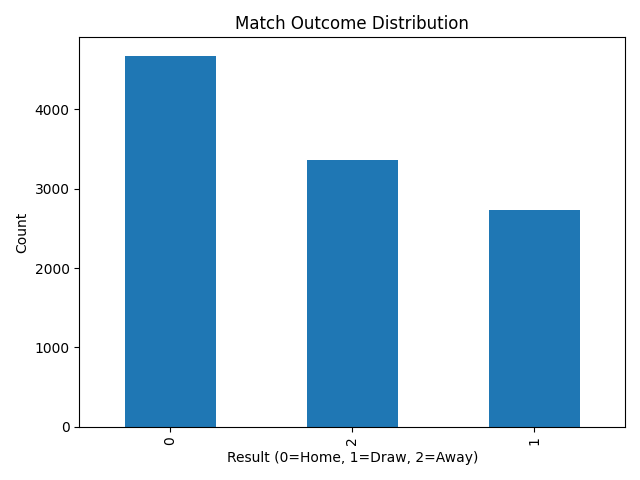 Match Outcome Distribution
Count
4000
3000
2000
1000
0
0
2
1
Result (0=Home, 1=Draw, 2=Away)